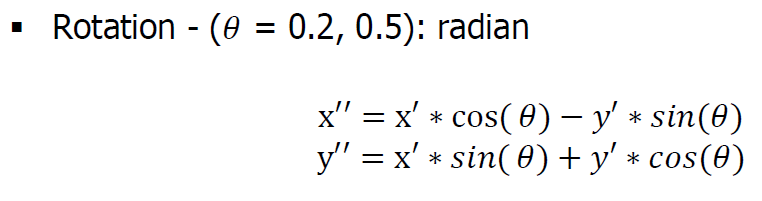 ▪ Rotation - (θ = 0.2, 0.5): radian
x′′ = x′ ∗ cos( θ) − y′ ∗ sin(θ)
y′′ = x′ ∗ sin( θ) + y′ ∗ cos(θ)